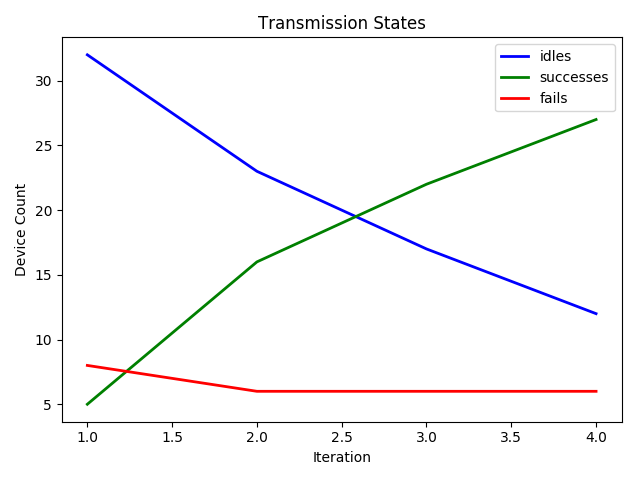 Transmission States
idles
successes
fails
Device Count
30
25
20
15
10
5
1.0 1.5 2.0 2.5 3.0 3.5 4.0
Iteration